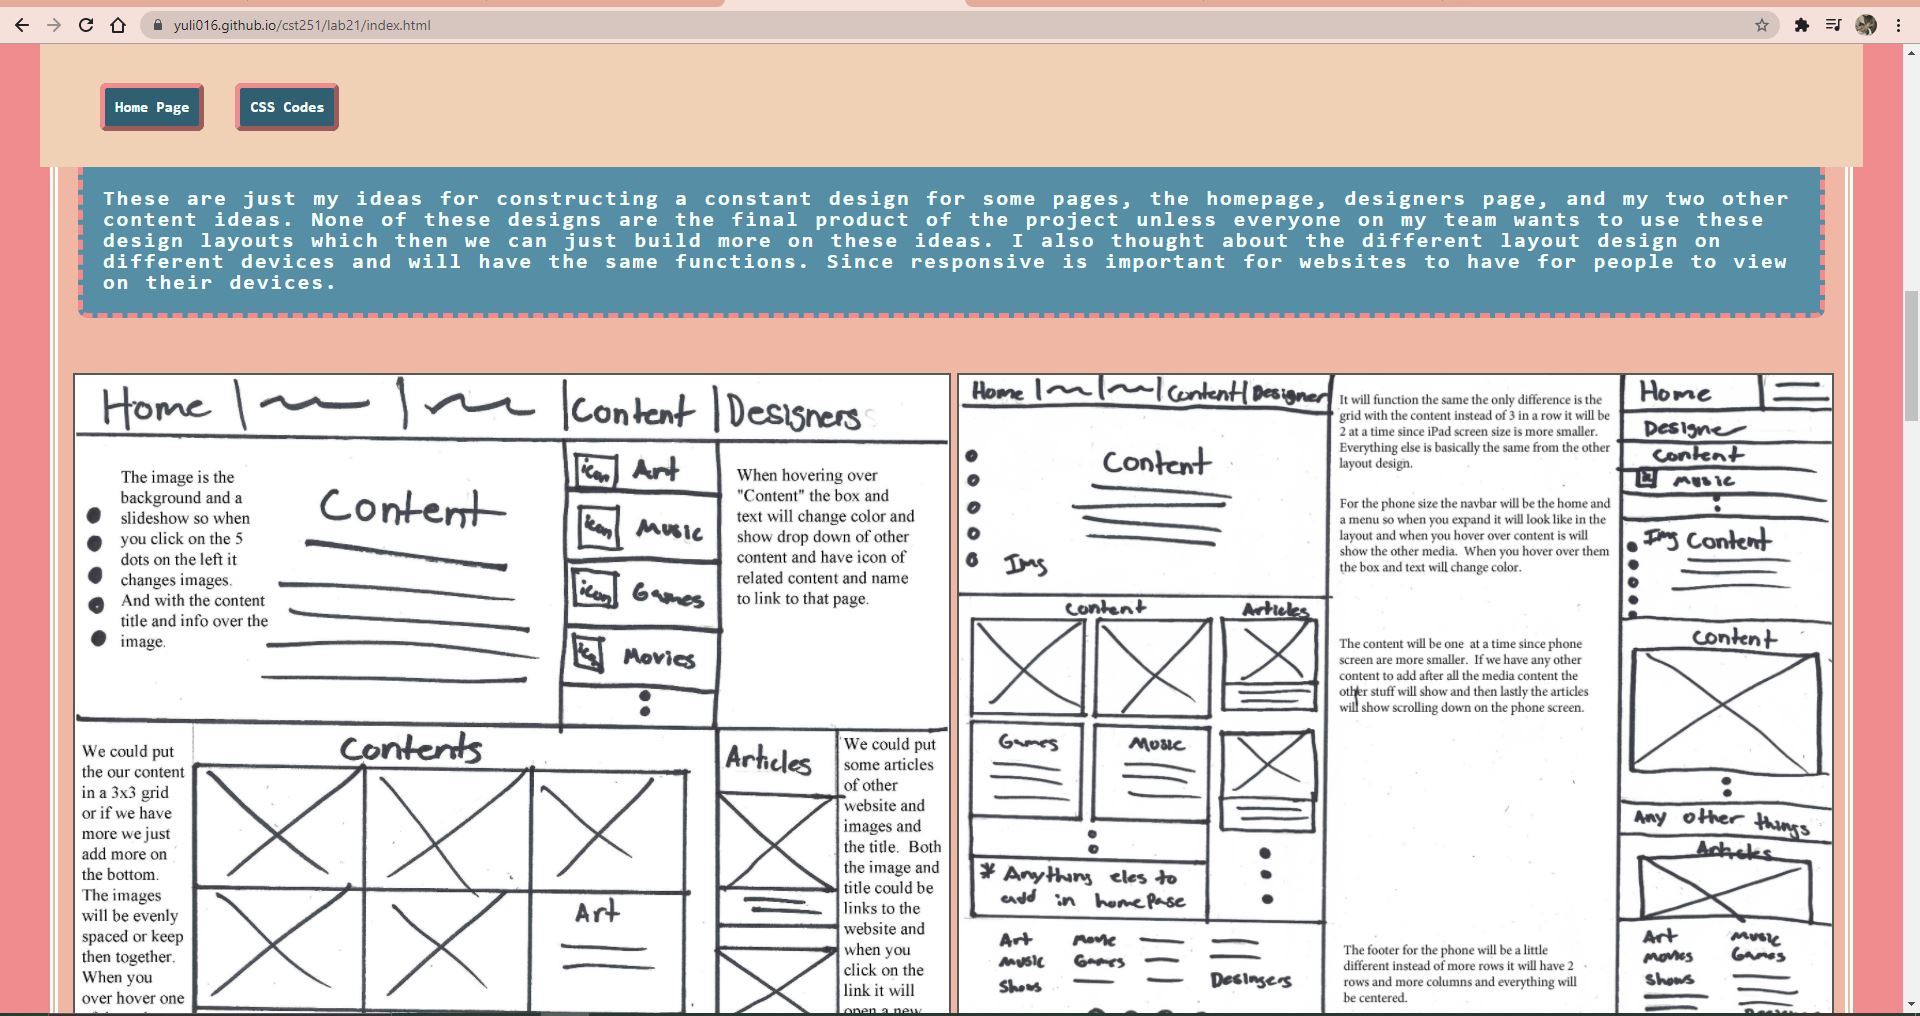 yuli016.github.io/cst251/lab21/index.html
Home Page
CSS Codes
These are just my ideas for constructing a constant design for some pages, the homepage, designers page, and my two other
content ideas. None of these designs are the final product of the project unless everyone on my team wants to use these
design layouts which then we can just build more on these ideas. I also thought about the different layout design on
different devices and will have the same functions. Since responsive is important for websites to have for people to view
on their devices.
Home
Content
Designers
The image is the
background and a
slideshow so when
you click on the 5
dots on the left it
changes images.
And with the content
title and info over the
image.
Content
icon Art
icon Music
icon Games
Movies
When hovering over
"Content" the box and
text will change color and
show drop down of other
content and have icon of
related content and name
to link to that page.
We could put
the our content
in a 3x3 grid
or if we have
more we just
add more on
the bottom.
The images
will be evenly
spaced or keep
then together.
When you
over hover one
Contents
Art
Articles
We could put
some articles
of other
website and
images and
the title. Both
the image and
title could be
links to the
website and
when you
click on the
link it will
open a new
Home
Content
Designer
Content
Img
Content
Articles
Games
Music
* Anything eles to
add in homepage
Art
Music
Shows
Movie
Games
Desingers
It will function the same the only difference is the
grid with the content instead of 3 in a row it will be
2 at a time since iPad screen size is more smaller.
Everything else is basically the same from the other
layout design.
For the phone size the navbar will be the home and
a menu so when you expand it will look like in the
layout and when you hover over content is will
show the other media. When you hover over them
the box and text will change color.
The content will be one at a time since phone
screen are more smaller. If we have any other
content to add after all the media content the
other stuff will show and then lastly the articles
will show scrolling down on the phone screen.
The footer for the phone will be a little
different instead of more rows it will have 2
rows and more columns and everything will
be centered.
Home
Designe
Content
Music
Img Content
Content
Any other things
Articles
Art
Movies
Shows
Music
Games